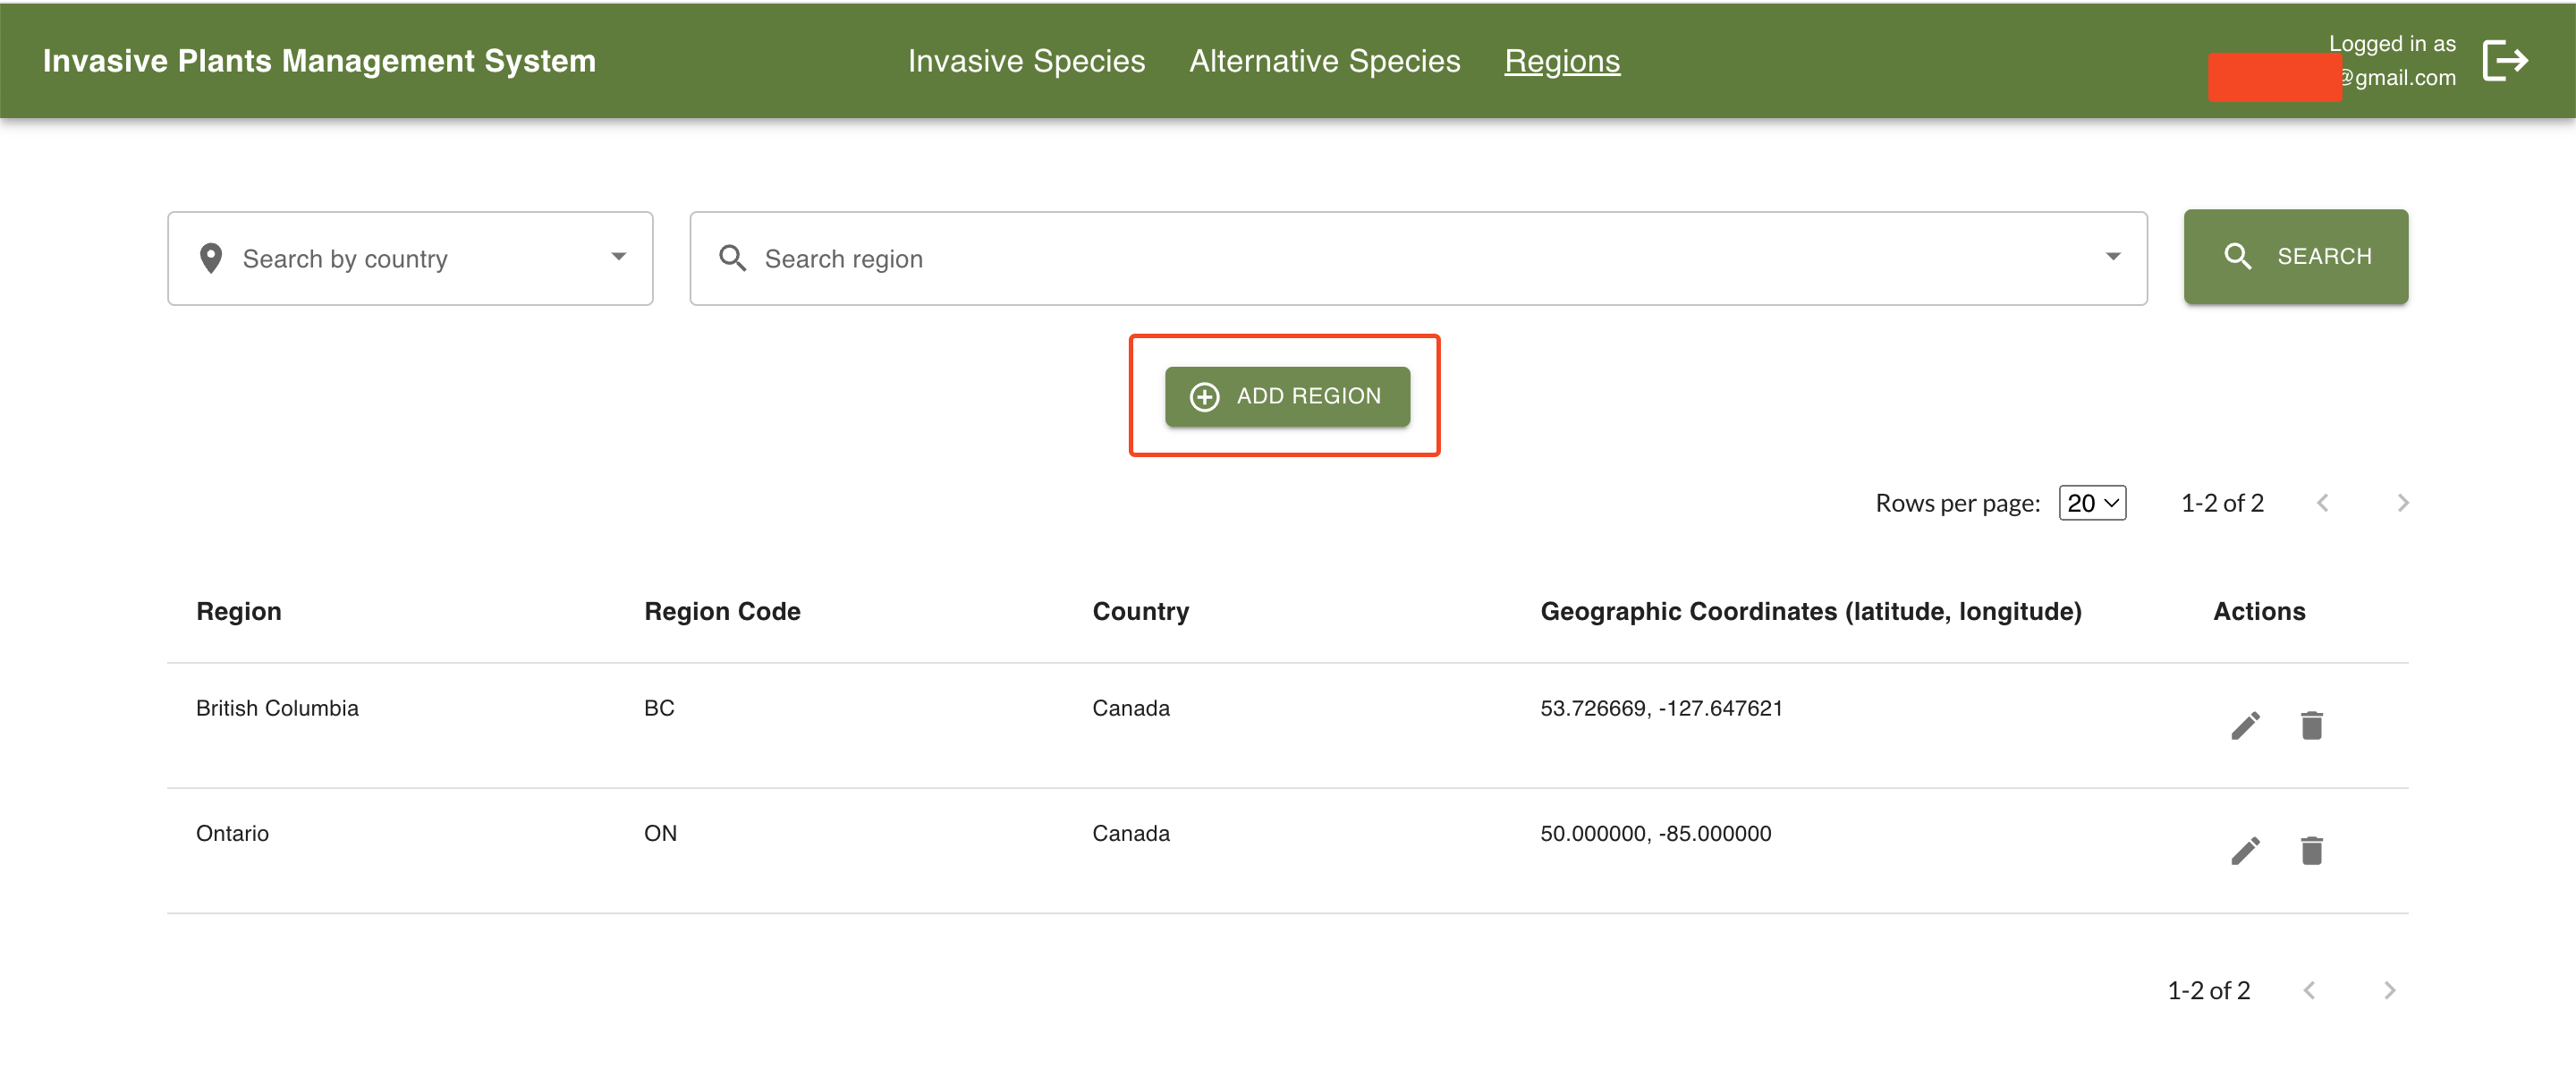 Invasive Plants Management System
Invasive Species Alternative Species Regions
Logged in as
@gmail.com
Search by country
Search region
SEARCH
ADD REGION
Rows per page: 20 1-2 of 2
Region Region Code Country Geographic Coordinates (latitude, longitude) Actions
British Columbia BC Canada 53.726669, -127.647621
Ontario ON Canada 50.000000, -85.000000
1-2 of 2